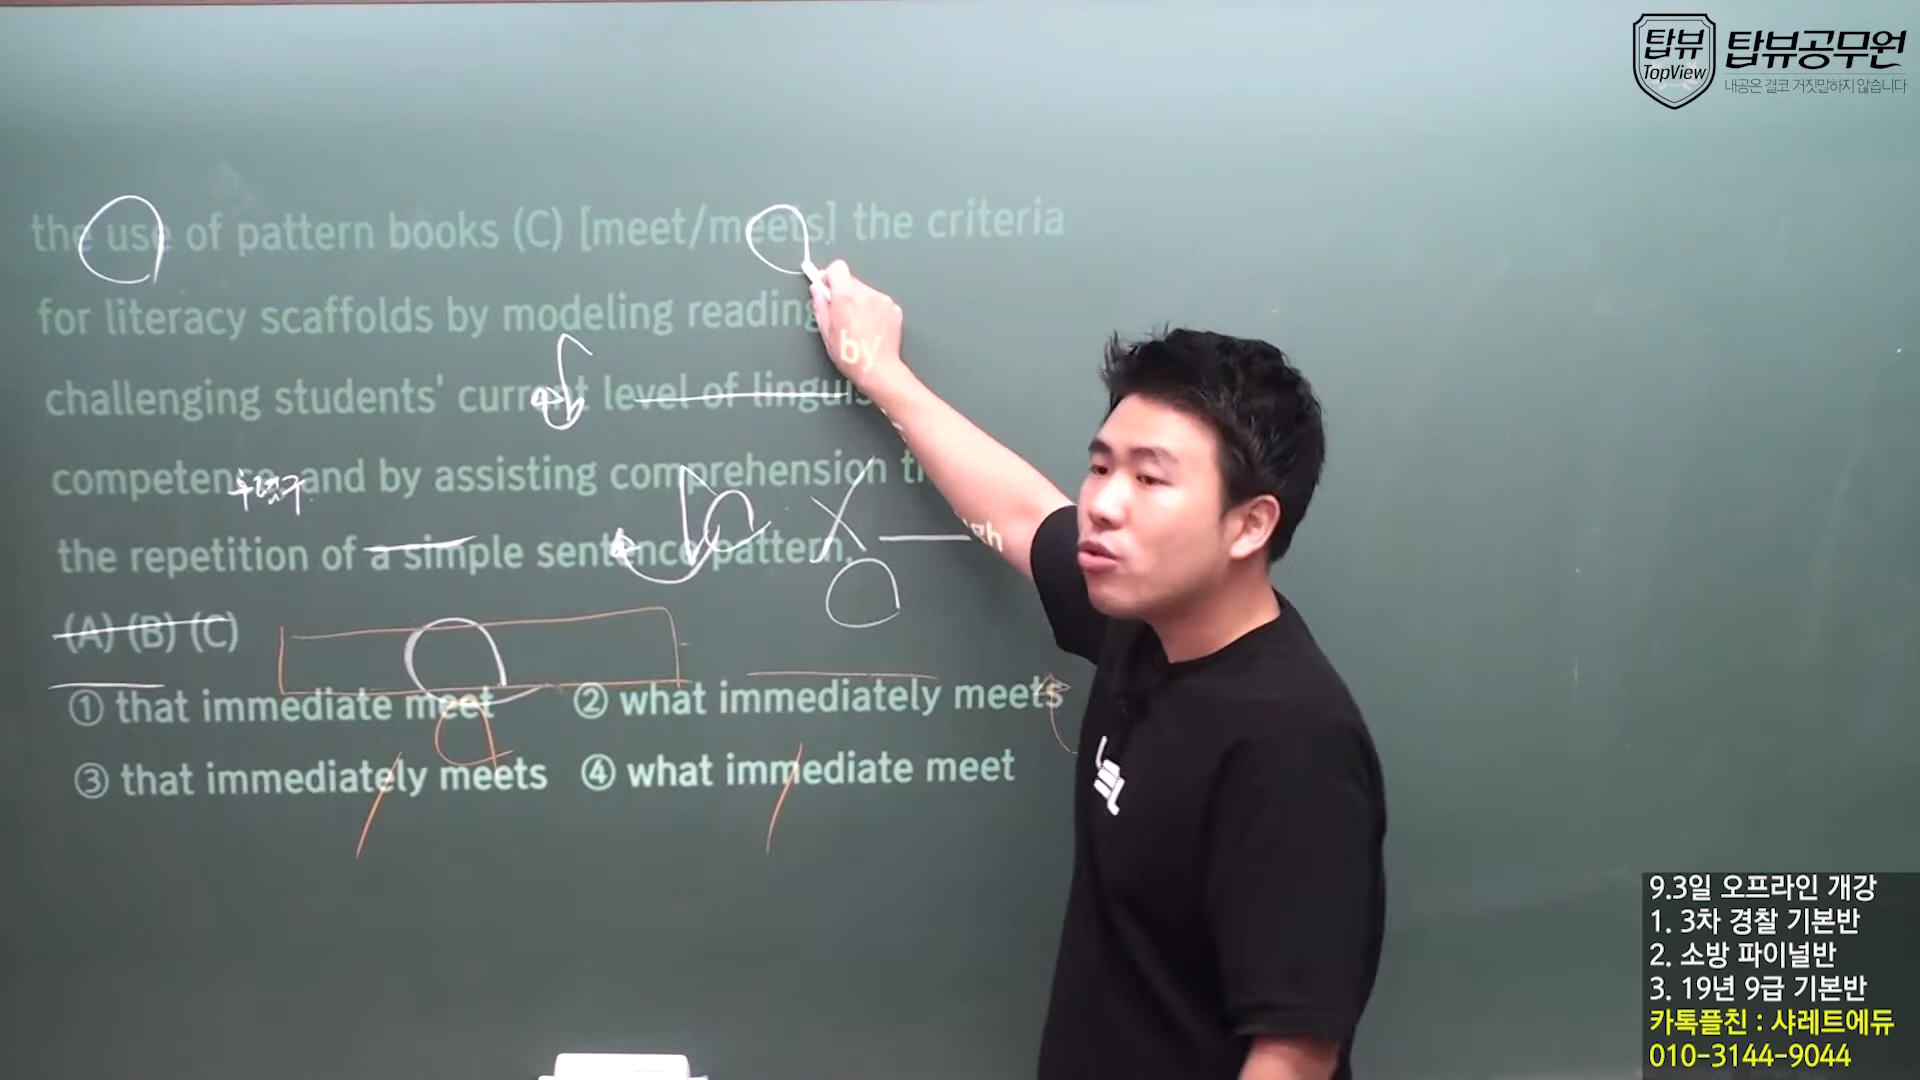 탑뷰
TopView
탑뷰공무원
내공은 결코 거짓말하지 않습니다
the use of pattern books (C) [meet/meets] the criteria
for literacy scaffolds by modeling reading, by
challenging students' current level of linguis
competence, and by assisting comprehension th
the repetition of a simple sentence pattern.
(A) (B) (C)
① that immediate meet ② what immediately meets
③ that immediately meets ④ what immediate meet
9.3일 오프라인 개강
1. 3차 경찰 기본반
2. 소방 파이널반
3. 19년 9급 기본반
카톡플친 : 샤레트에듀
010-3144-9044